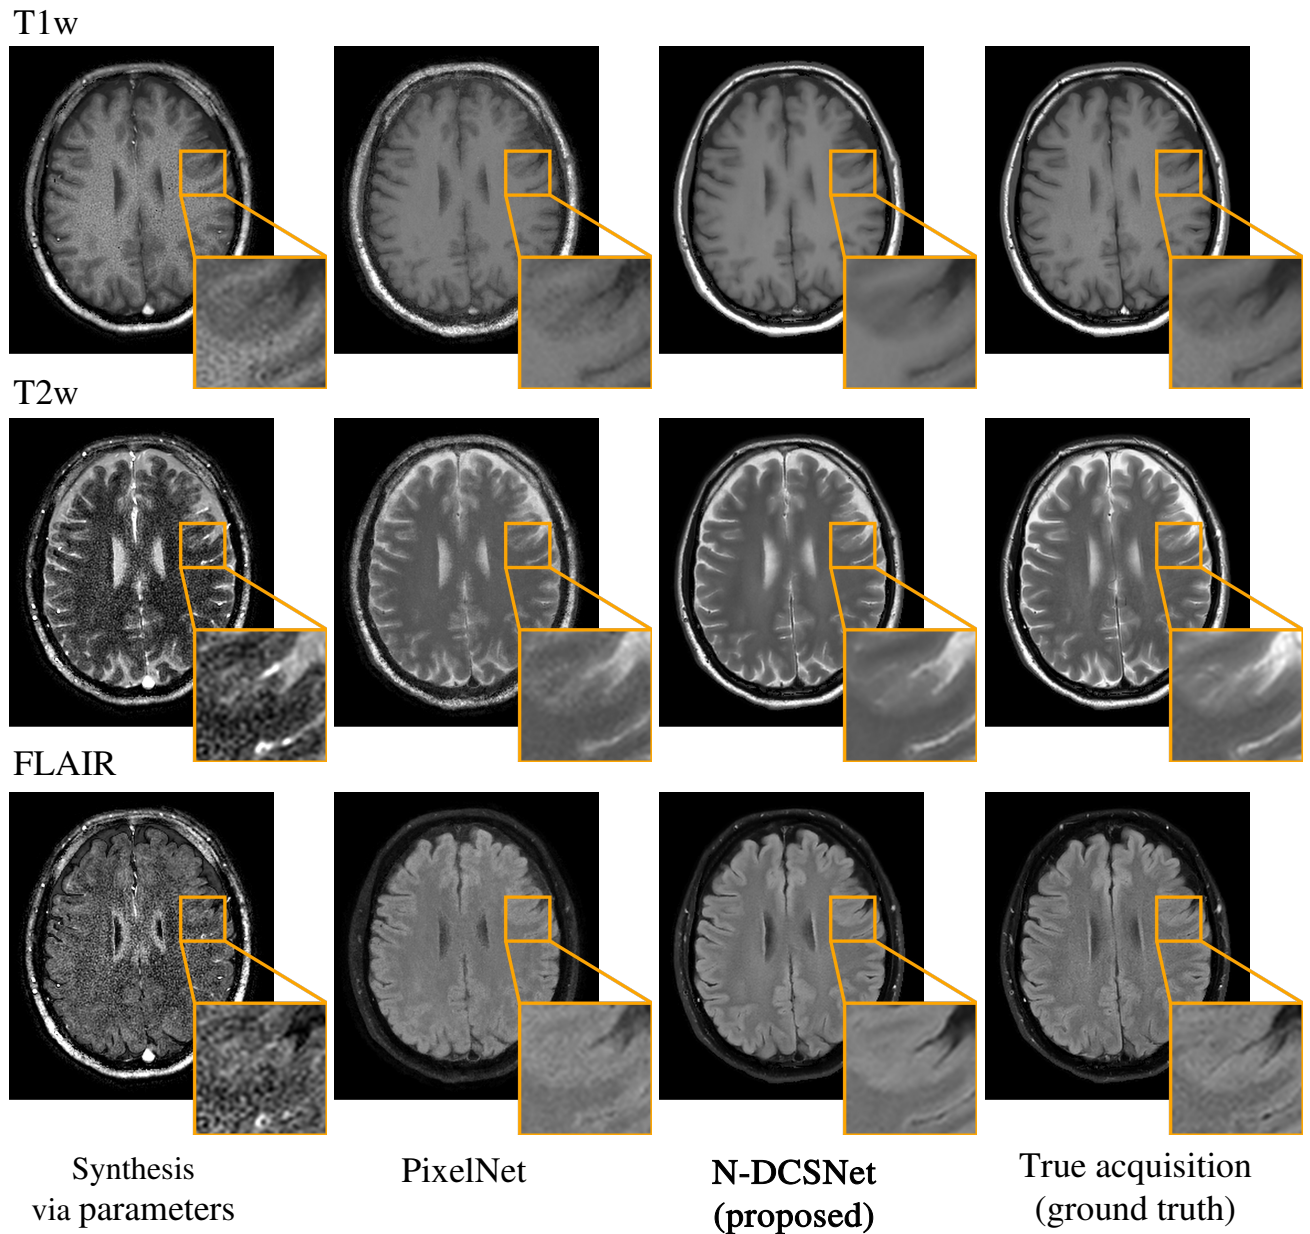 T1w
T2w
FLAIR
Synthesis
via parameters
PixelNet
N-DCSNet
(proposed)
True acquisition
(ground truth)